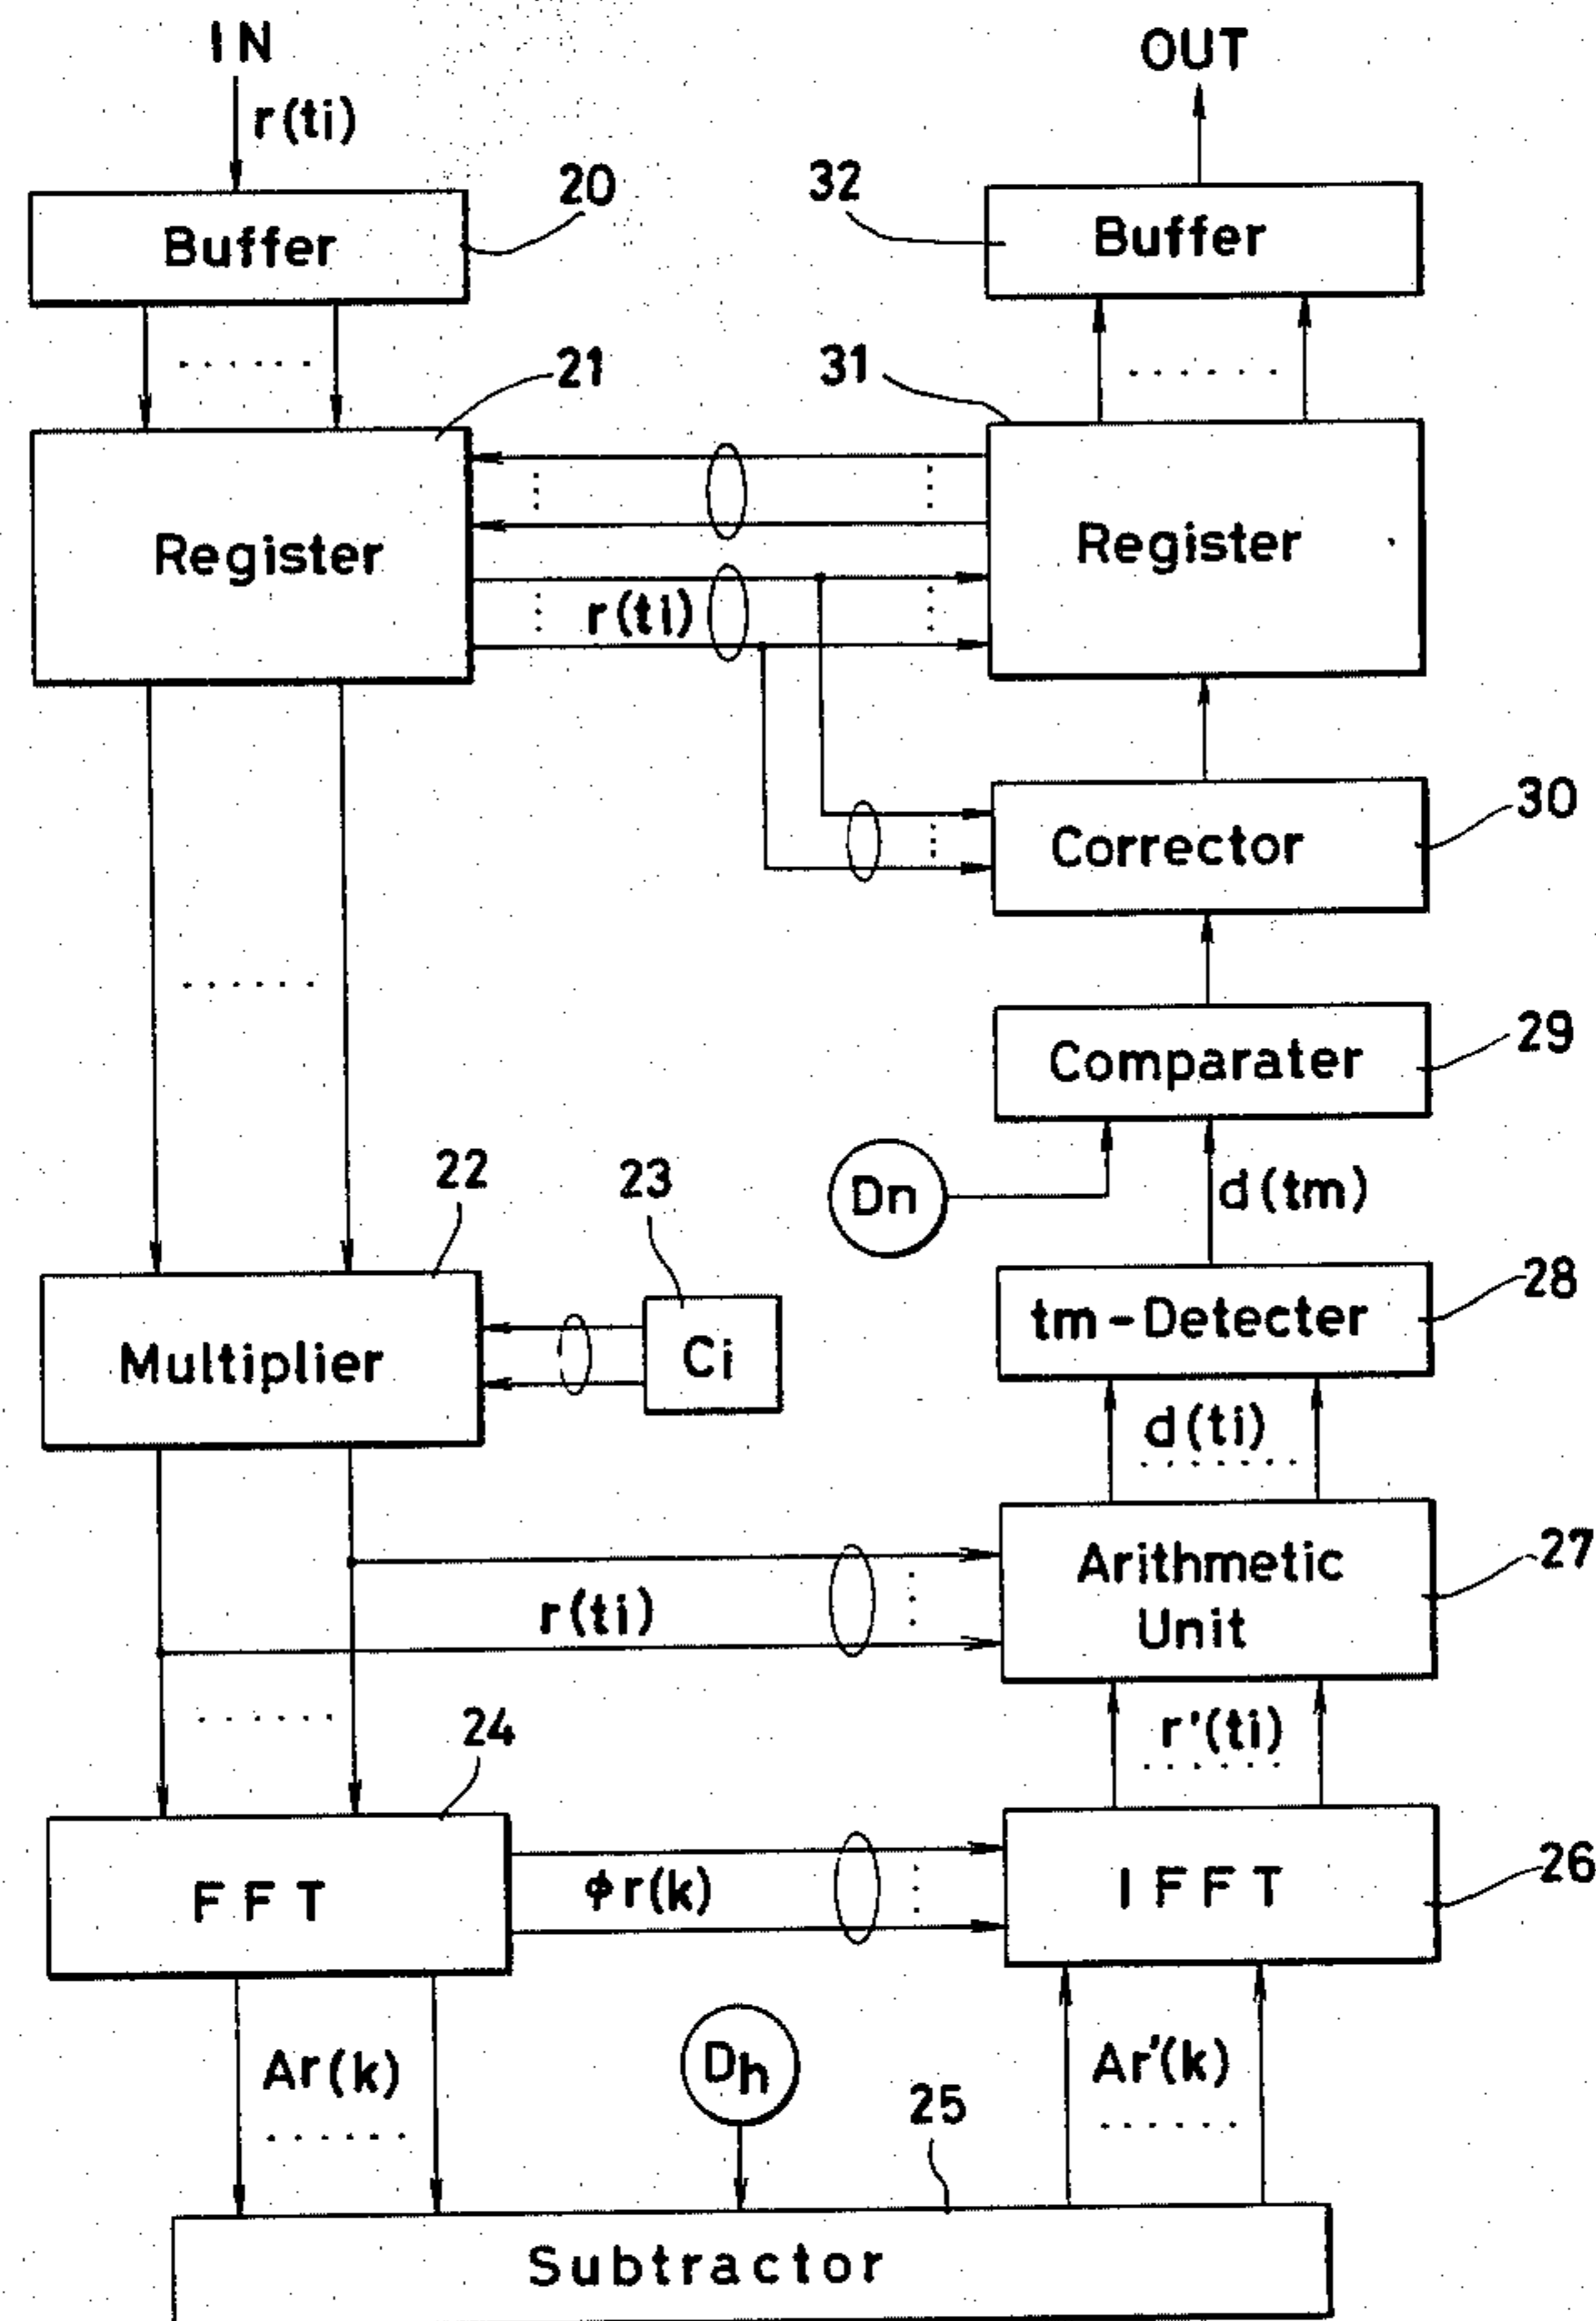 IN
OUT
r(ti)
20
32
Buffer
Buffer
21
31
Register
Register
r(ti)
30
Corrector
29
Comparater
22
23
Dn
d(tm)
28
tm-Detecter
Multiplier
Ci
d(ti)
27
Arithmetic
Unit
r(ti)
r'(ti)
24
26
FFT
ϕr(k)
IFFT
Ar(k)
Dh
Ar'(k)
25
Subtractor